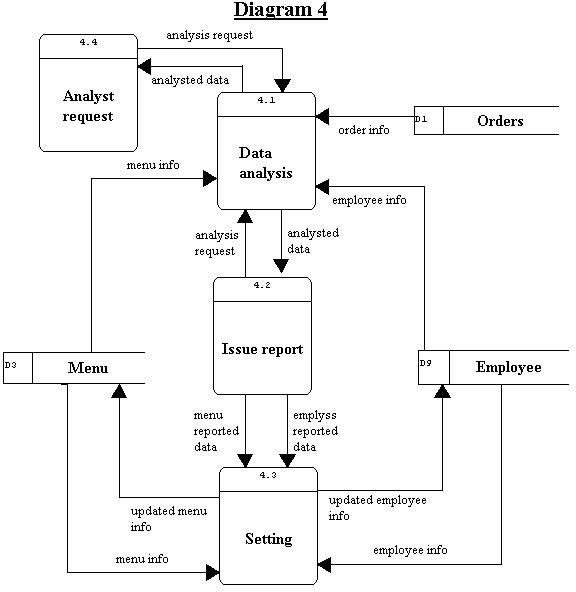 Diagram 4
4.4
Analyst
request
analysis request
analysted data
4.1
Data
analysis
D1
Orders
order info
menu info
employee info
analysis
request
analysted
data
4.2
Issue report
D3
Menu
D9
Employee
menu
reported
data
emplyss
reported
data
4.3
Setting
updated menu
info
updated employee
info
menu info
employee info